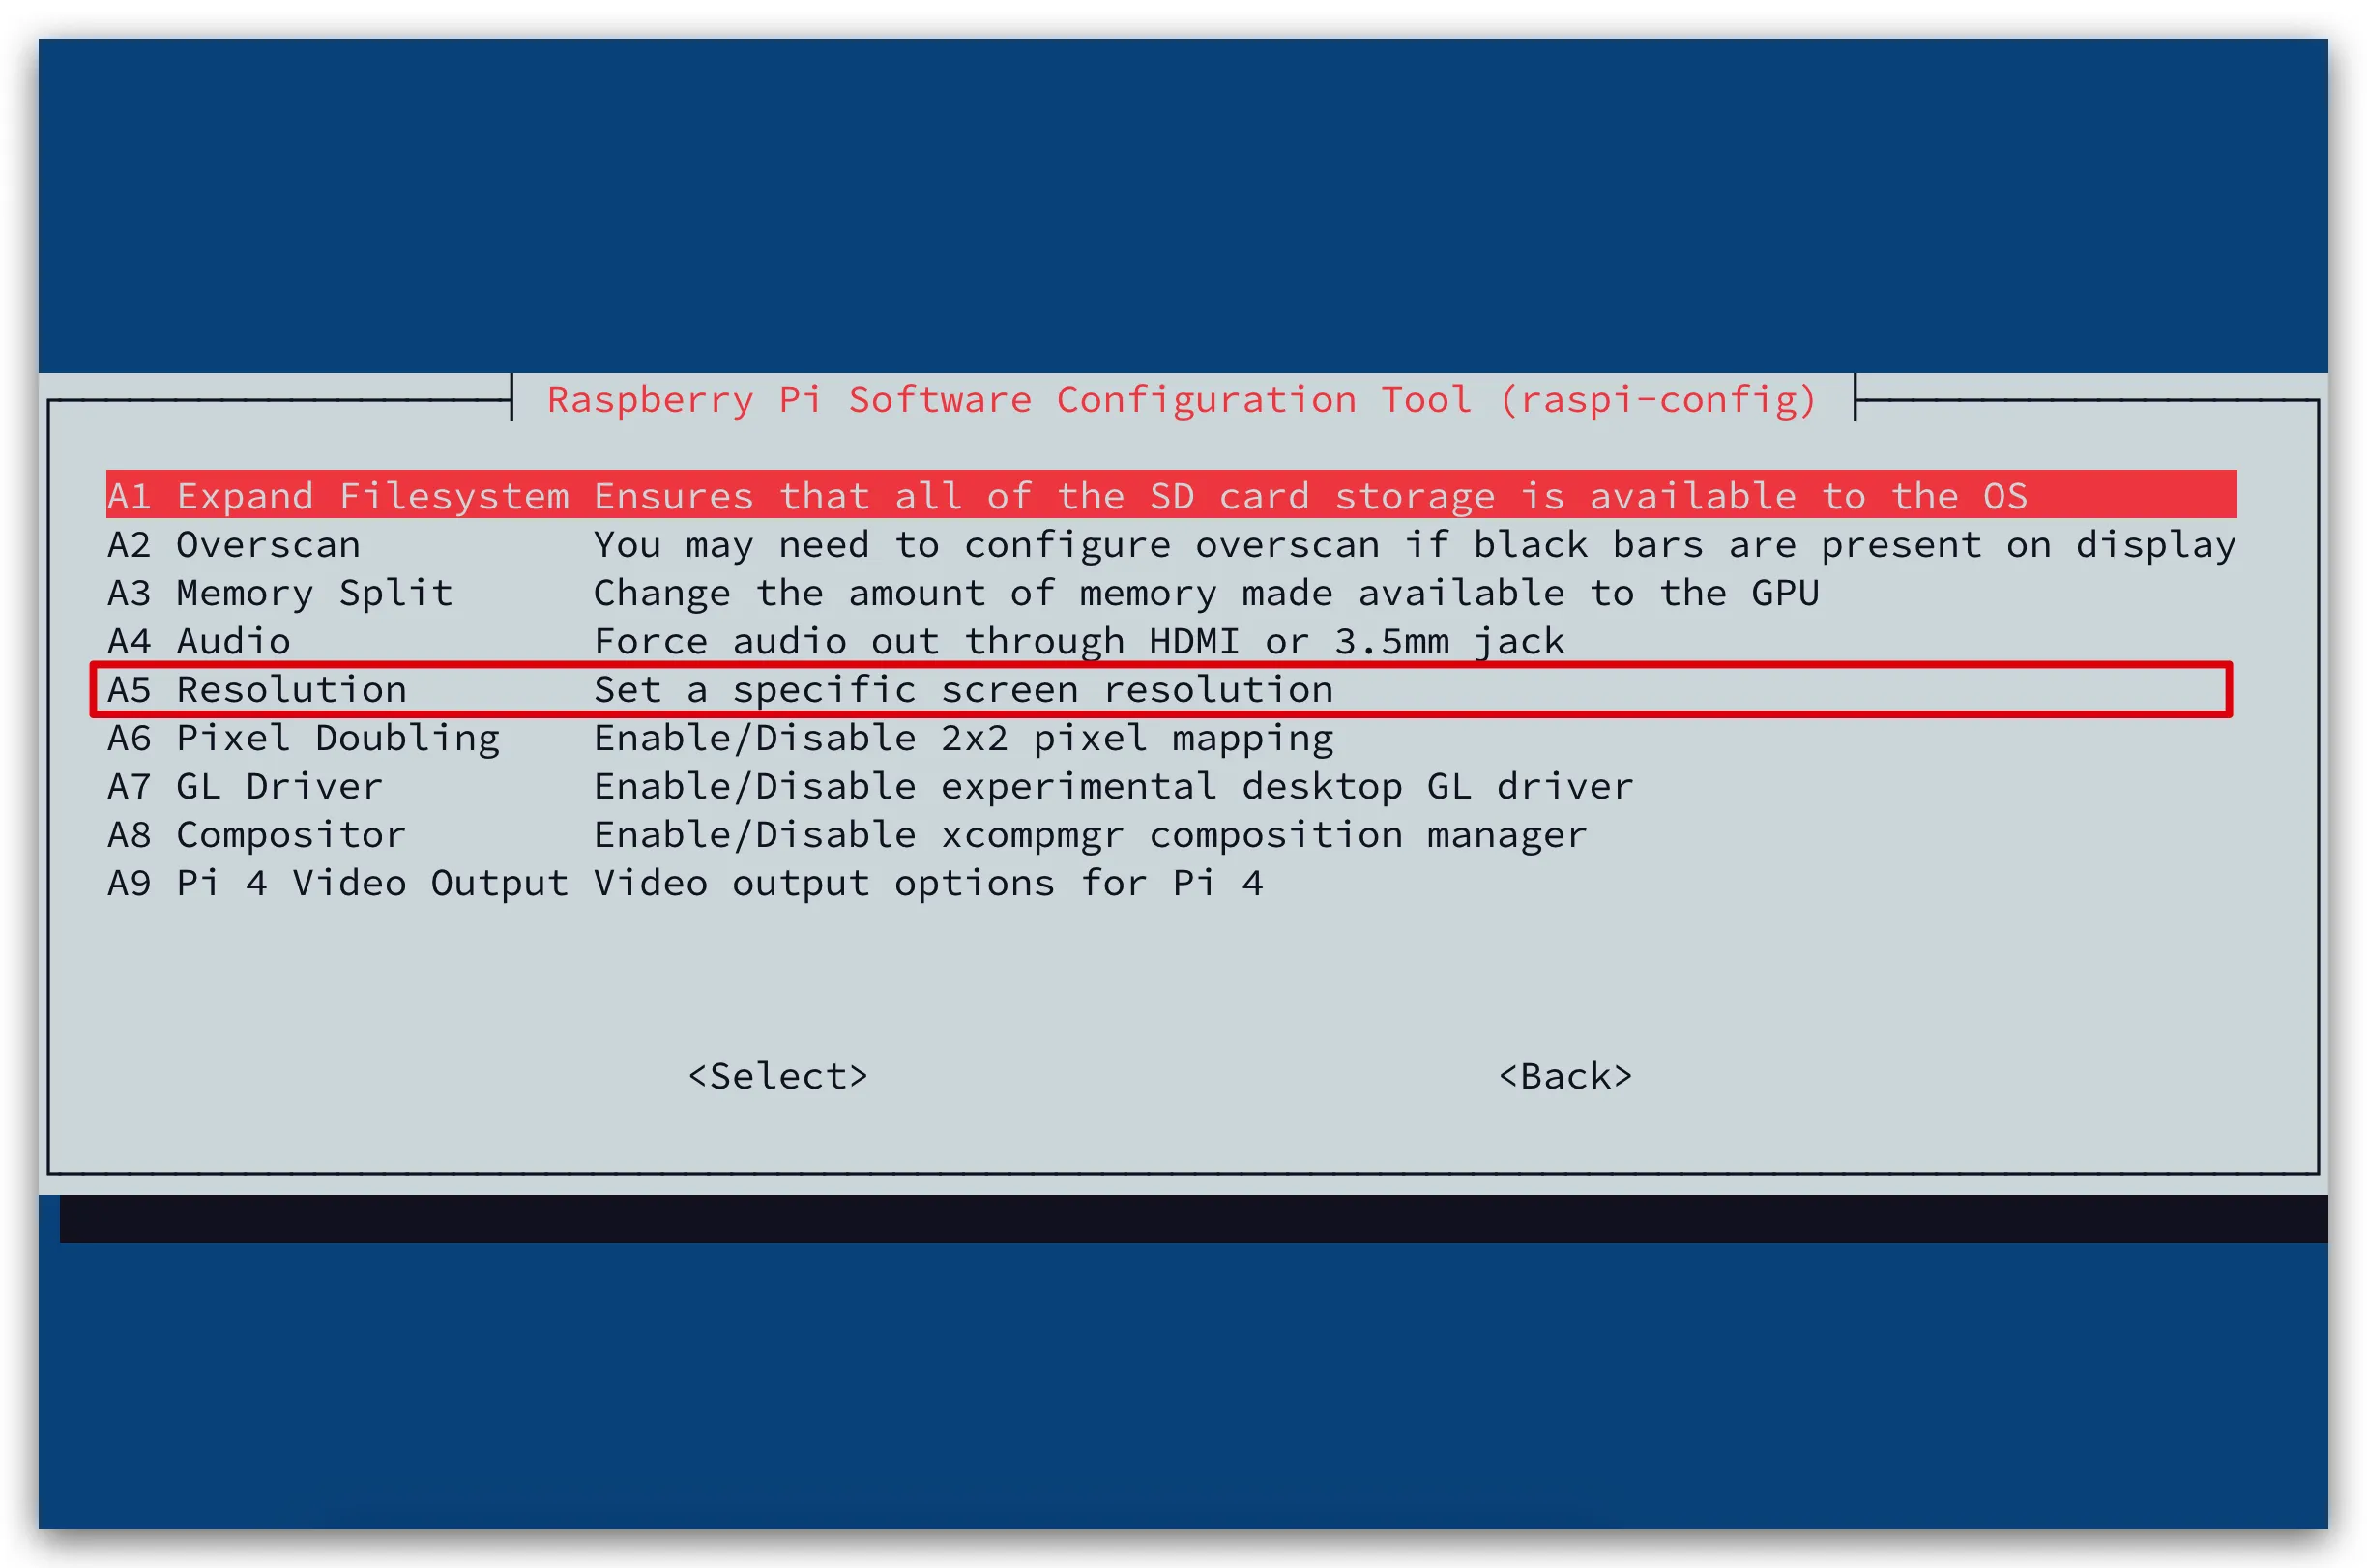 Raspberry Pi Software Configuration Tool (raspi-config)
A1 Expand Filesystem Ensures that all of the SD card storage is available to the OS
A2 Overscan You may need to configure overscan if black bars are present on display
A3 Memory Split Change the amount of memory made available to the GPU
A4 Audio Force audio out through HDMI or 3.5mm jack
A5 Resolution Set a specific screen resolution
A6 Pixel Doubling Enable/Disable 2x2 pixel mapping
A7 GL Driver Enable/Disable experimental desktop GL driver
A8 Compositor Enable/Disable xcompmgr composition manager
A9 Pi 4 Video Output Video output options for Pi 4
<Select> <Back>